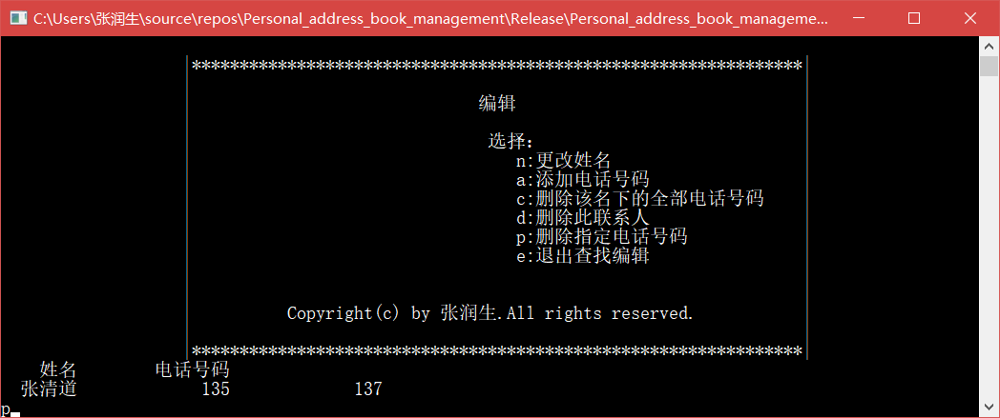 C:\Users\张润生\source\repos\Personal_address_book_management\Release\Personal_address_book_manageme...
****************************************************************
编辑
选择:
n:更改姓名
a:添加电话号码
c:删除该名下的全部电话号码
d:删除此联系人
p:删除指定电话号码
e:退出查找编辑
Copyright(c) by 张润生.All rights reserved.
****************************************************************
姓名 电话号码
张清道 135 137
p